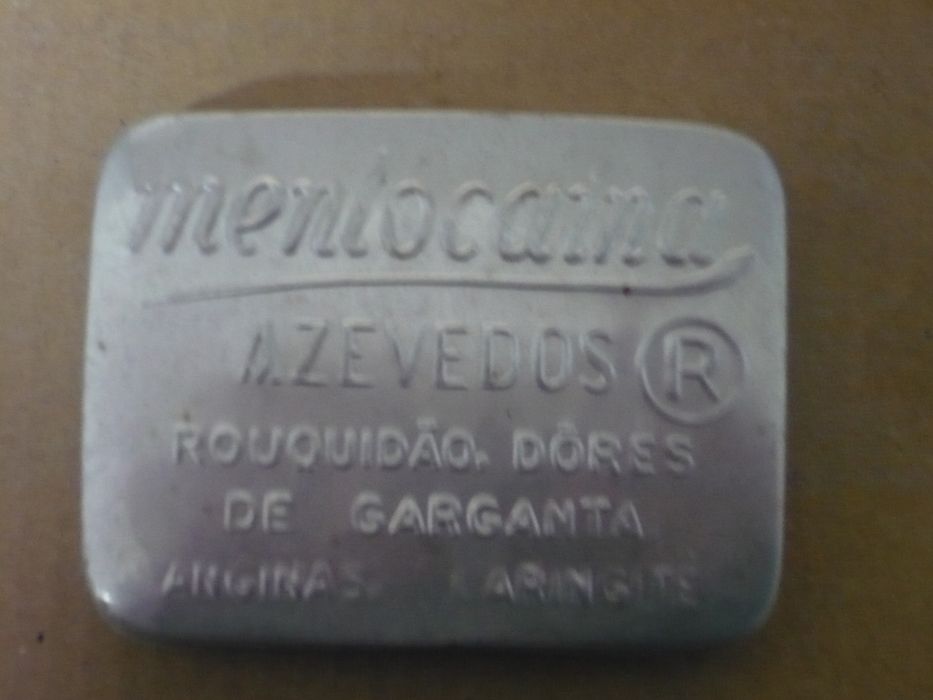 mentocaina
AZEVEDOS ®
ROUQUIDÃO, DÔRES
DE GARGANTA
ANGINAS, LARINGITE